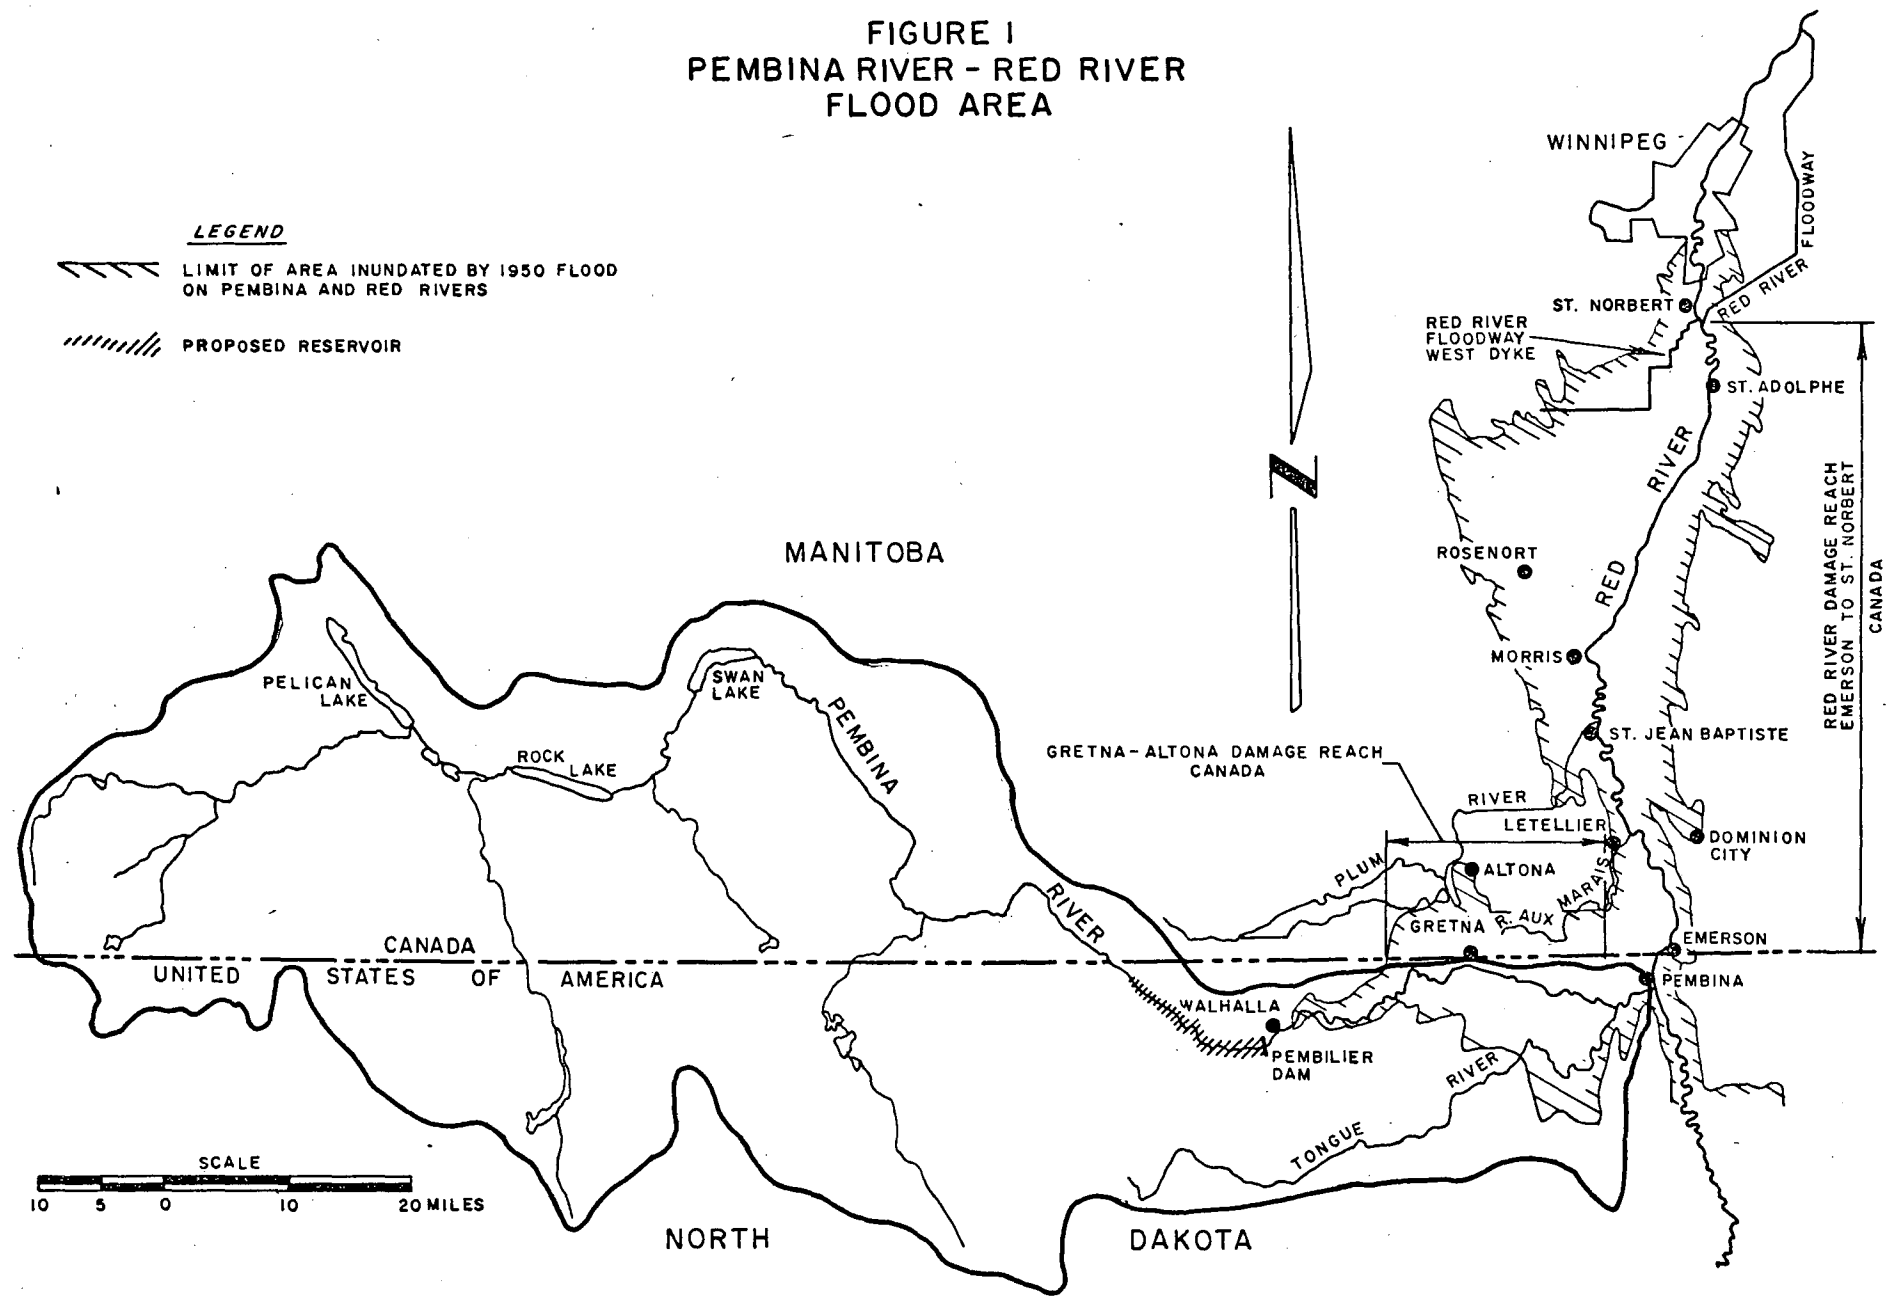 FIGURE 1
PEMBINA RIVER - RED RIVER
FLOOD AREA
LEGEND
LIMIT OF AREA INUNDATED BY 1950 FLOOD
ON PEMBINA AND RED RIVERS
PROPOSED RESERVOIR
WINNIPEG
FLOODWAY
RED RIVER
ST. NORBERT
RED RIVER
FLOODWAY
WEST DYKE
ST. ADOLPHE
RED RIVER
RED RIVER DAMAGE REACH
EMERSON TO ST. NORBERT
CANADA
N
MANITOBA
ROSENORT
MORRIS
ST. JEAN BAPTISTE
PELICAN
LAKE
SWAN
LAKE
ROCK LAKE
PEMBINA RIVER
GRETNA-ALTONA DAMAGE REACH
CANADA
PLUM RIVER
LETELLIER
DOMINION
CITY
ALTONA
R. AUX MARAIS
GRETNA
EMERSON
PEMBINA
CANADA
UNITED STATES OF AMERICA
WALHALLA
PEMBILIER
DAM
TONGUE RIVER
SCALE
10 5 0 10 20 MILES
NORTH DAKOTA